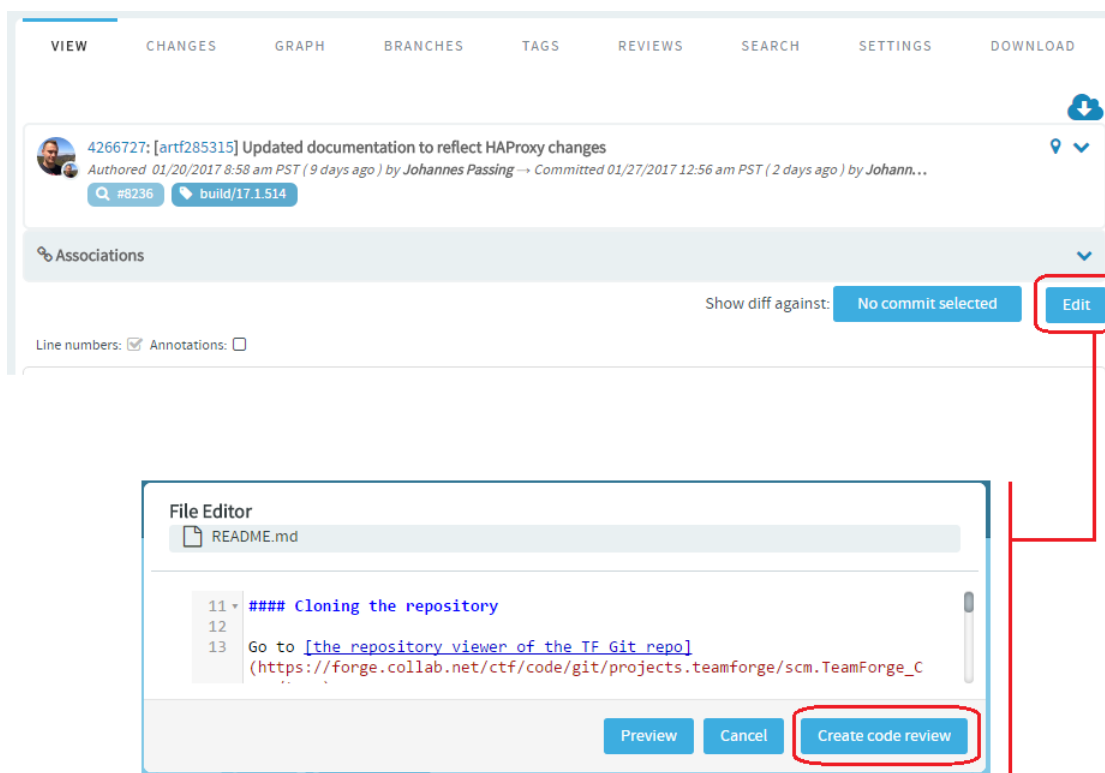 VIEW CHANGES GRAPH BRANCHES TAGS REVIEWS SEARCH SETTINGS DOWNLOAD
4266727: [artf285315] Updated documentation to reflect HAProxy changes
Authored 01/20/2017 8:58 am PST ( 9 days ago ) by Johannes Passing → Committed 01/27/2017 12:56 am PST ( 2 days ago ) by Johann...
#8236 build/17.1.514
Associations
Show diff against: No commit selected Edit
Line numbers: Annotations:
File Editor
README.md
11 #### Cloning the repository
12
13 Go to [the repository viewer of the TF Git repo]
(https://forge.collab.net/ctf/code/git/projects.teamforge/scm.TeamForge_C
Preview Cancel Create code review